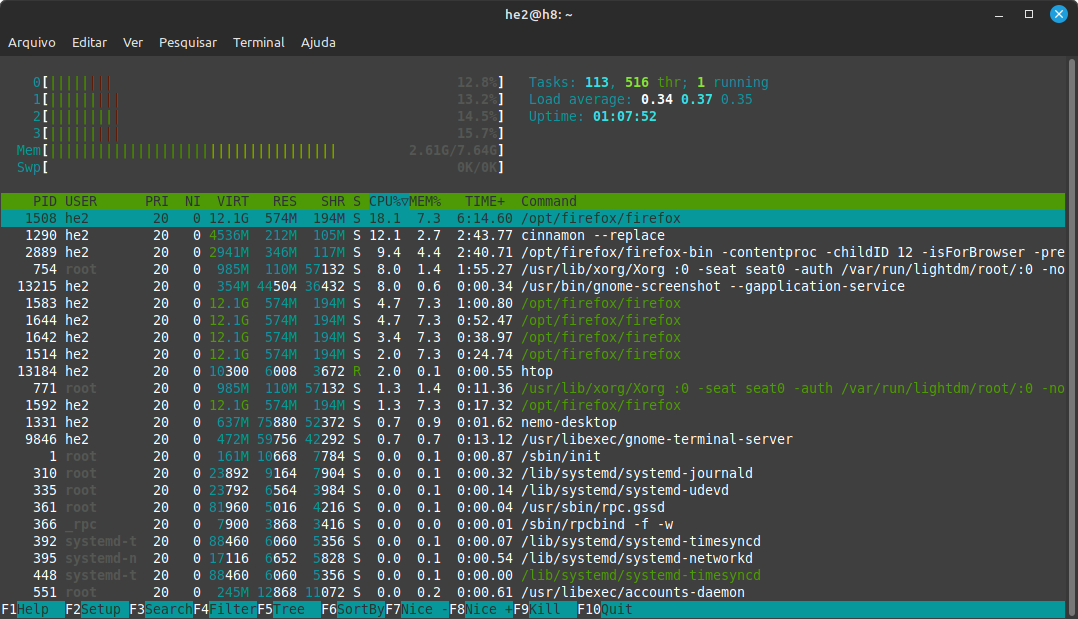 he2@h8: ~
Arquivo Editar Ver Pesquisar Terminal Ajuda
0[||||||||| 12.8%] Tasks: 113, 516 thr; 1 running
1[|||||||||| 13.2%] Load average: 0.34 0.37 0.35
2[|||||||||| 14.5%] Uptime: 01:07:52
3[|||||||||| 15.7%]
Mem[|||||||||||||||||||||||||||||||||||| 2.61G/7.64G]
Swp[ 0K/0K]
PID USER PRI NI VIRT RES SHR S CPU%▽MEM% TIME+ Command
1508 he2 20 0 12.1G 574M 194M S 18.1 7.3 6:14.60 /opt/firefox/firefox
1290 he2 20 0 4536M 212M 105M S 12.1 2.7 2:43.77 cinnamon --replace
2889 he2 20 0 2941M 346M 117M S 9.4 4.4 2:40.71 /opt/firefox/firefox-bin -contentproc -childID 12 -isForBrowser -pre
754 root 20 0 985M 110M 57132 S 8.0 1.4 1:55.27 /usr/lib/xorg/Xorg :0 -seat seat0 -auth /var/run/lightdm/root/:0 -no
13215 he2 20 0 354M 44504 36432 S 8.0 0.6 0:00.34 /usr/bin/gnome-screenshot --gapplication-service
1583 he2 20 0 12.1G 574M 194M S 4.7 7.3 1:00.80 /opt/firefox/firefox
1644 he2 20 0 12.1G 574M 194M S 4.7 7.3 0:52.47 /opt/firefox/firefox
1642 he2 20 0 12.1G 574M 194M S 3.4 7.3 0:38.97 /opt/firefox/firefox
1514 he2 20 0 12.1G 574M 194M S 2.0 7.3 0:24.74 /opt/firefox/firefox
13184 he2 20 0 10300 6008 3672 R 2.0 0.1 0:00.55 htop
771 root 20 0 985M 110M 57132 S 1.3 1.4 0:11.36 /usr/lib/xorg/Xorg :0 -seat seat0 -auth /var/run/lightdm/root/:0 -no
1592 he2 20 0 12.1G 574M 194M S 1.3 7.3 0:17.32 /opt/firefox/firefox
1331 he2 20 0 637M 75880 52372 S 0.7 0.9 0:01.62 nemo-desktop
9846 he2 20 0 472M 59756 42292 S 0.7 0.7 0:13.12 /usr/libexec/gnome-terminal-server
1 root 20 0 161M 10668 7784 S 0.0 0.1 0:00.87 /sbin/init
310 root 20 0 23892 9164 7904 S 0.0 0.1 0:00.32 /lib/systemd/systemd-journald
335 root 20 0 23792 6564 3984 S 0.0 0.1 0:00.14 /lib/systemd/systemd-udevd
361 root 20 0 81960 5016 4216 S 0.0 0.1 0:00.04 /usr/sbin/rpc.gssd
366 _rpc 20 0 7900 3868 3416 S 0.0 0.0 0:00.01 /sbin/rpcbind -f -w
392 systemd-t 20 0 88460 6060 5356 S 0.0 0.1 0:00.07 /lib/systemd/systemd-timesyncd
395 systemd-n 20 0 17116 6652 5828 S 0.0 0.1 0:00.54 /lib/systemd/systemd-networkd
448 systemd-t 20 0 88460 6060 5356 S 0.0 0.1 0:00.00 /lib/systemd/systemd-timesyncd
551 root 20 0 245M 12868 11072 S 0.0 0.2 0:00.61 /usr/libexec/accounts-daemon
F1Help F2Setup F3SearchF4FilterF5Tree F6SortByF7Nice -F8Nice +F9Kill F10Quit